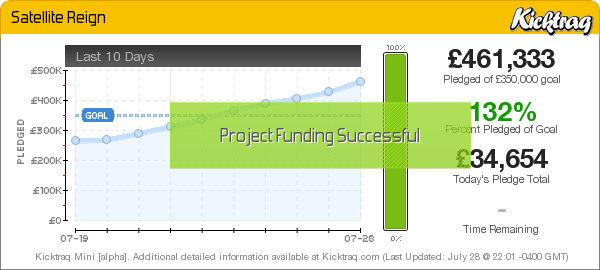 Satellite Reign
Kicktraq
Last 10 Days
100%
£500K
£400K
£300K
£200K
£100K
£0
PLEDGED
GOAL
07-19
07-28
0%
Project Funding Successful
£461,333
Pledged of £350,000 goal
132%
Percent Pledged of Goal
£34,654
Today's Pledge Total
-
Time Remaining
Kicktraq Mini [alpha]. Additional detailed information available at Kicktraq.com (Last Updated: July 28 @ 22:01 -0400 GMT)